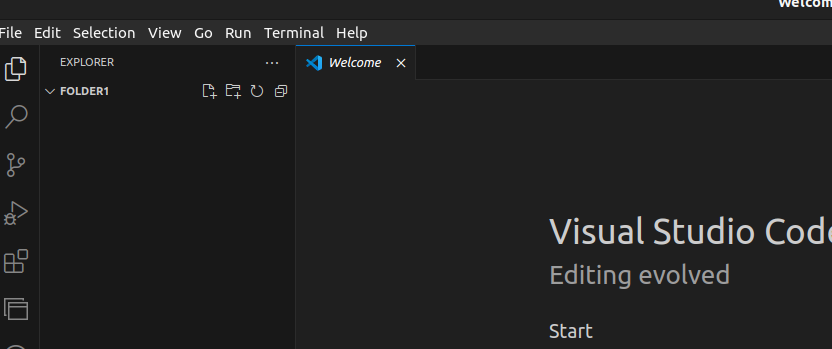 Welcom
File Edit Selection View Go Run Terminal Help
EXPLORER
Welcome
FOLDER1
Visual Studio Code
Editing evolved
Start